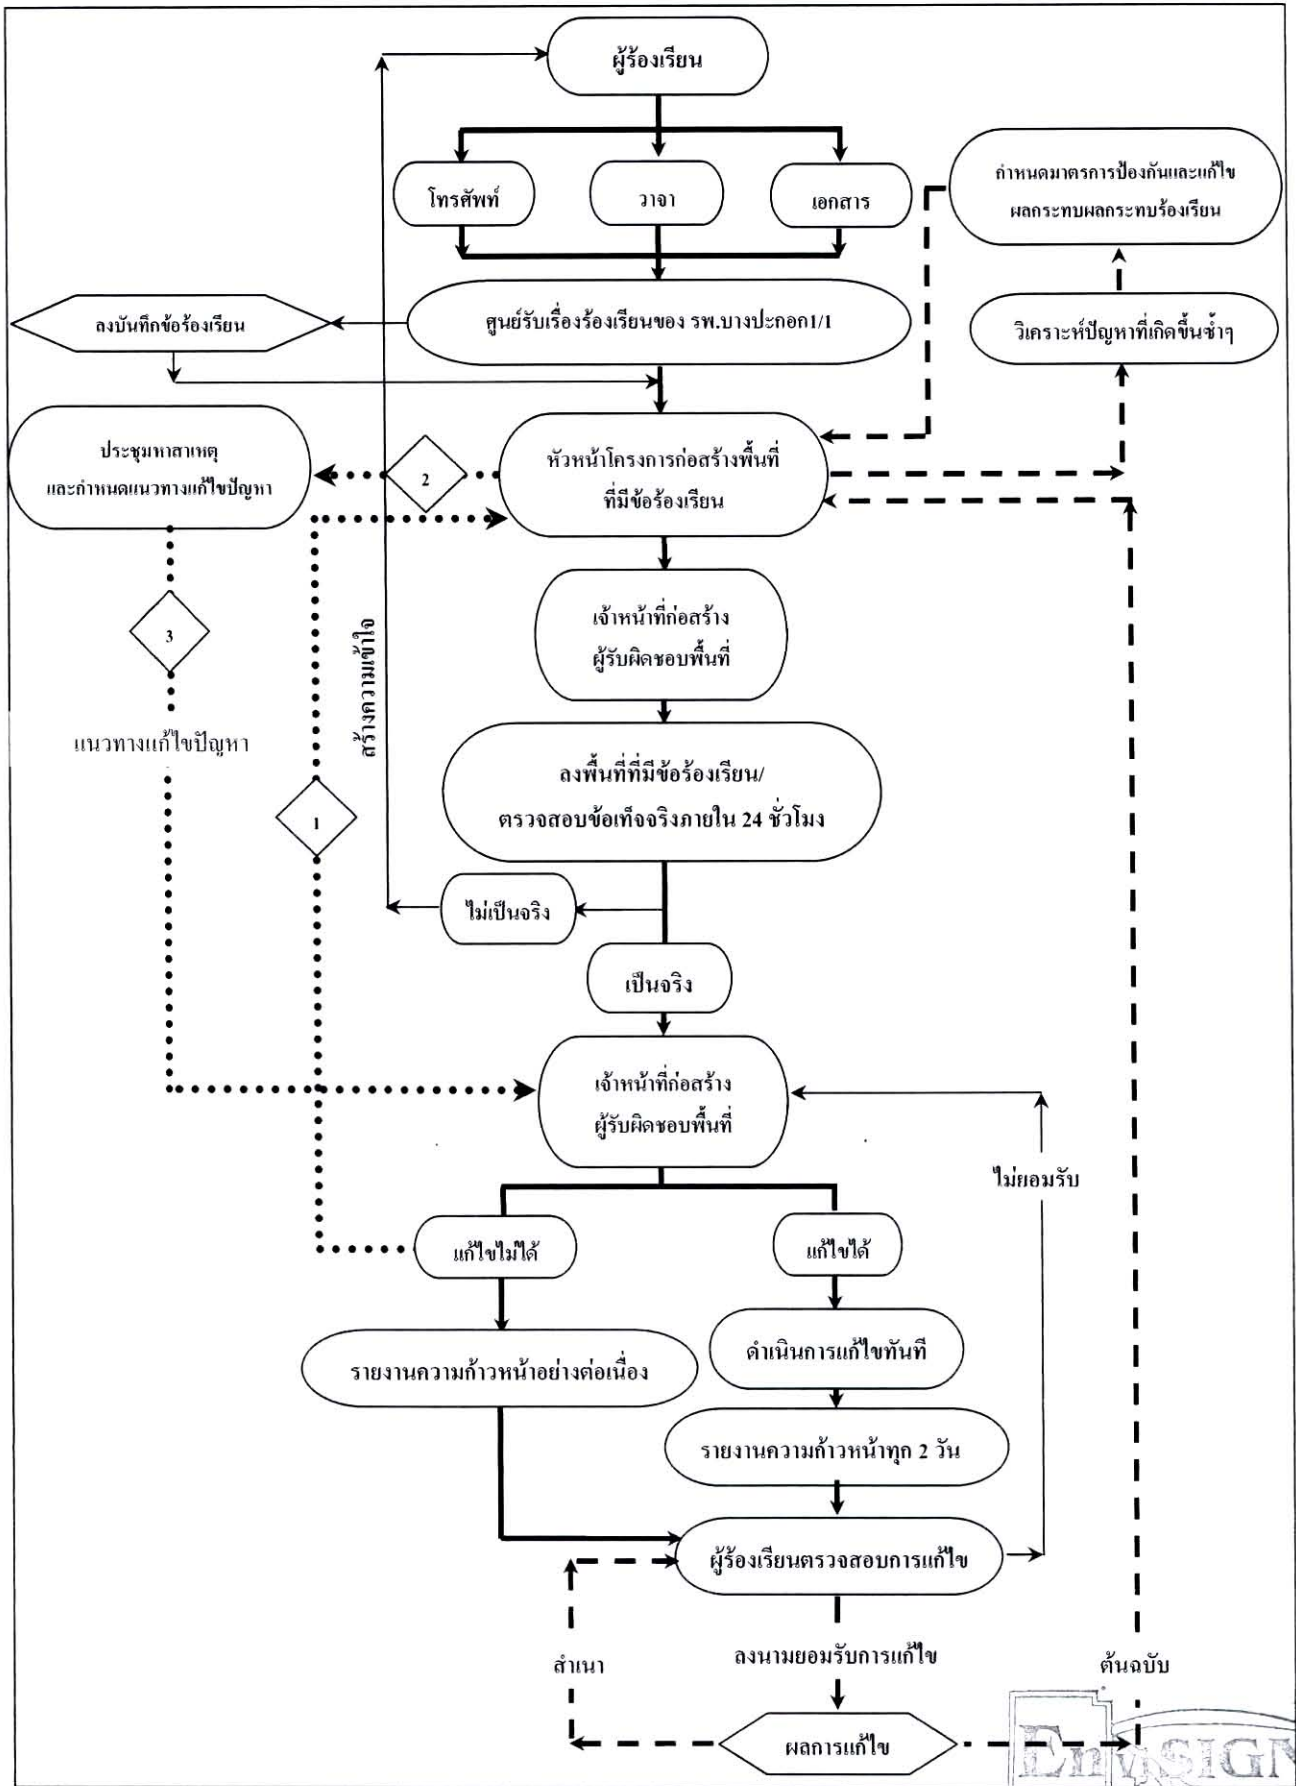 ผู้ร้องเรียน
โทรศัพท์
วาจา
เอกสาร
กำหนดมาตรการป้องกันและแก้ไข
ผลกระทบผลกระทบร้องเรียน
ลงบันทึกข้อร้องเรียน
ศูนย์รับเรื่องร้องเรียนของ รพ.บางปะกอก1/1
วิเคราะห์ปัญหาที่เกิดขึ้นซ้ำๆ
ประชุมหาสาเหตุ
และกำหนดแนวทางแก้ไขปัญหา
2
หัวหน้าโครงการก่อสร้างพื้นที่
ที่มีข้อร้องเรียน
3
สร้างความเข้าใจ
เจ้าหน้าที่ก่อสร้าง
ผู้รับผิดชอบพื้นที่
แนวทางแก้ไขปัญหา
1
ลงพื้นที่ที่มีข้อร้องเรียน/
ตรวจสอบข้อเท็จจริงภายใน 24 ชั่วโมง
ไม่เป็นจริง
เป็นจริง
เจ้าหน้าที่ก่อสร้าง
ผู้รับผิดชอบพื้นที่
ไม่ยอมรับ
แก้ไขไม่ได้
แก้ไขได้
รายงานความก้าวหน้าอย่างต่อเนื่อง
ดำเนินการแก้ไขทันที
รายงานความก้าวหน้าทุก 2 วัน
ผู้ร้องเรียนตรวจสอบการแก้ไข
สำเนา
ลงนามยอมรับการแก้ไข
ต้นฉบับ
ผลการแก้ไข